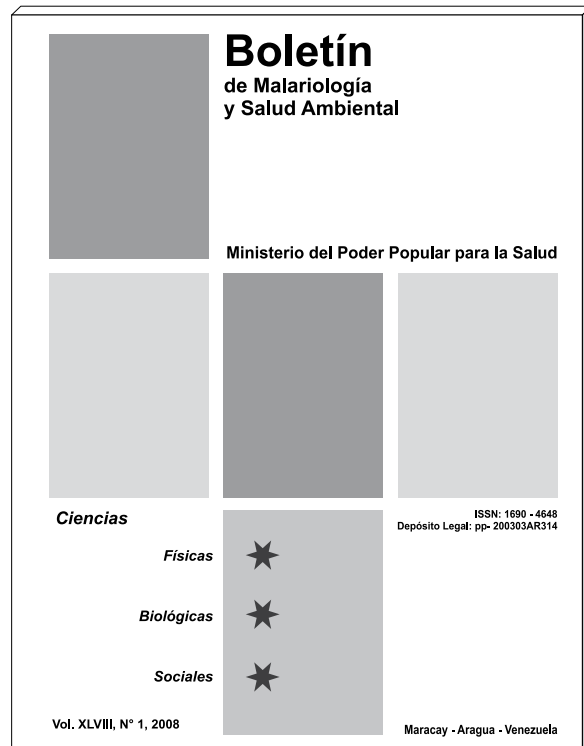 Boletín
de Malariología
y Salud Ambiental
Ministerio del Poder Popular para la Salud
Ciencias
ISSN: 1690 - 4648
Depósito Legal: pp- 200303AR314
Físicas
Biológicas
Sociales
Vol. XLVIII, N° 1, 2008
Maracay - Aragua - Venezuela